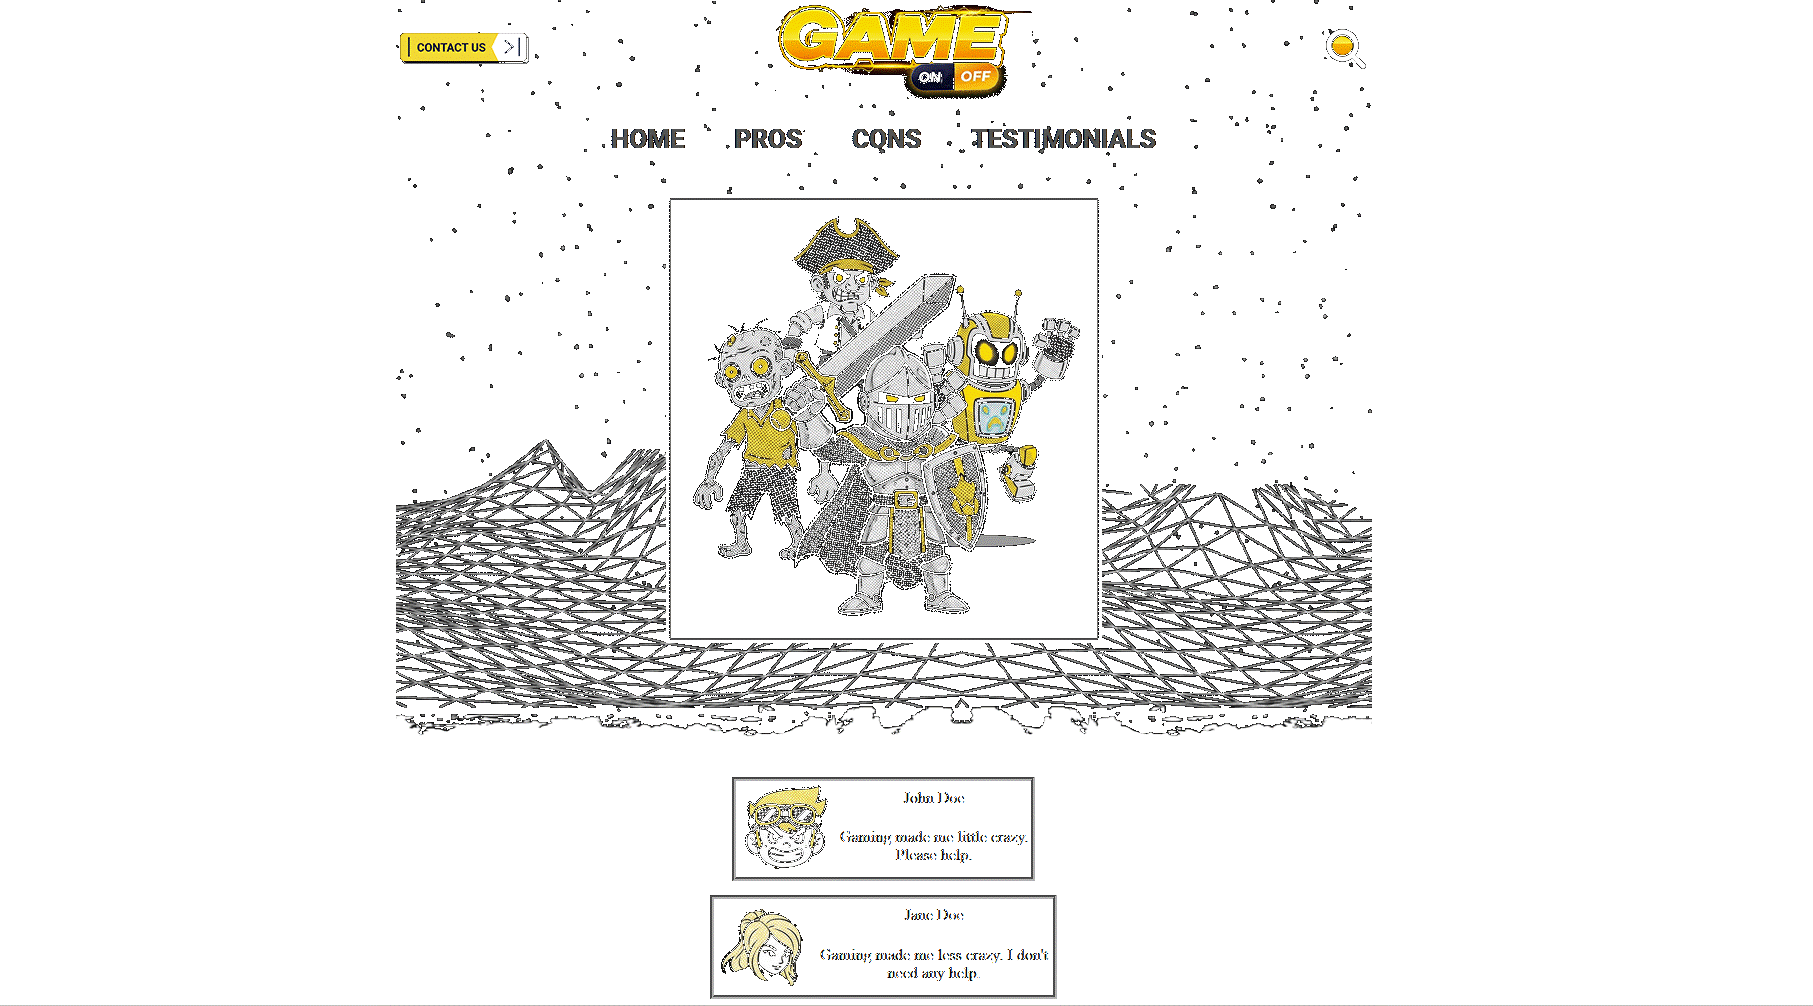 GAME
ON OFF
CONTACT US
HOME PROS CONS TESTIMONIALS
John Doe
Gaming made me little crazy.
Please help.
Jane Doe
Gaming made me less crazy. I don't
need any help.